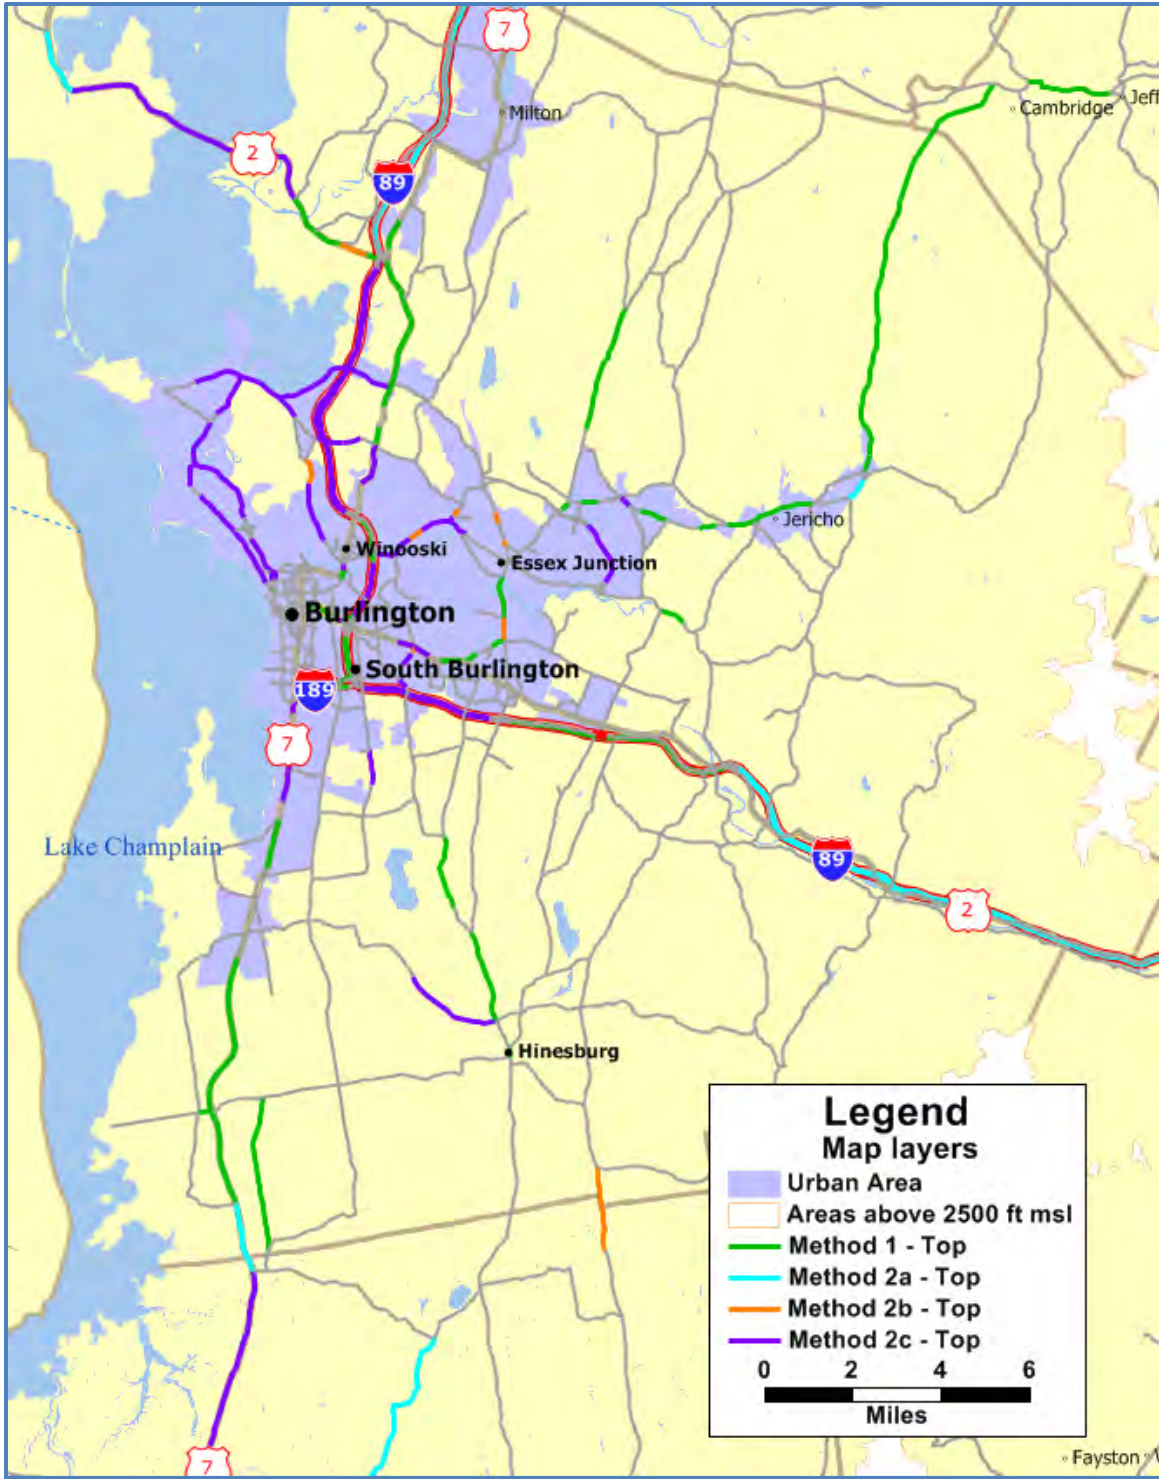 7
Milton
Jeff
Cambridge
2
89
Jericho
Winooski
Essex Junction
Burlington
South Burlington
189
7
Lake Champlain
89
2
Hinesburg
Legend
Map layers
Urban Area
Areas above 2500 ft msl
Method 1 - Top
Method 2a - Top
Method 2b - Top
Method 2c - Top
0 2 4 6
Miles
7
Fayston